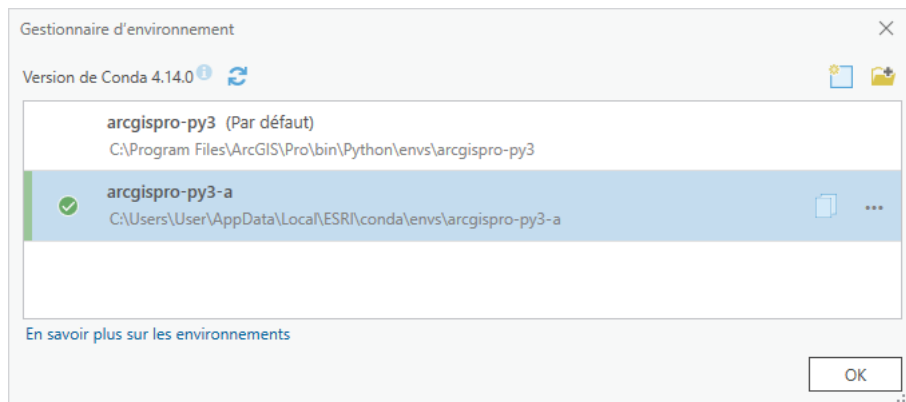 Gestionnaire d'environnement
Version de Conda 4.14.0
arcgispro-py3 (Par défaut)
C:\Program Files\ArcGIS\Pro\bin\Python\envs\arcgispro-py3
arcgispro-py3-a
C:\Users\User\AppData\Local\ESRI\conda\envs\arcgispro-py3-a
En savoir plus sur les environnements
OK